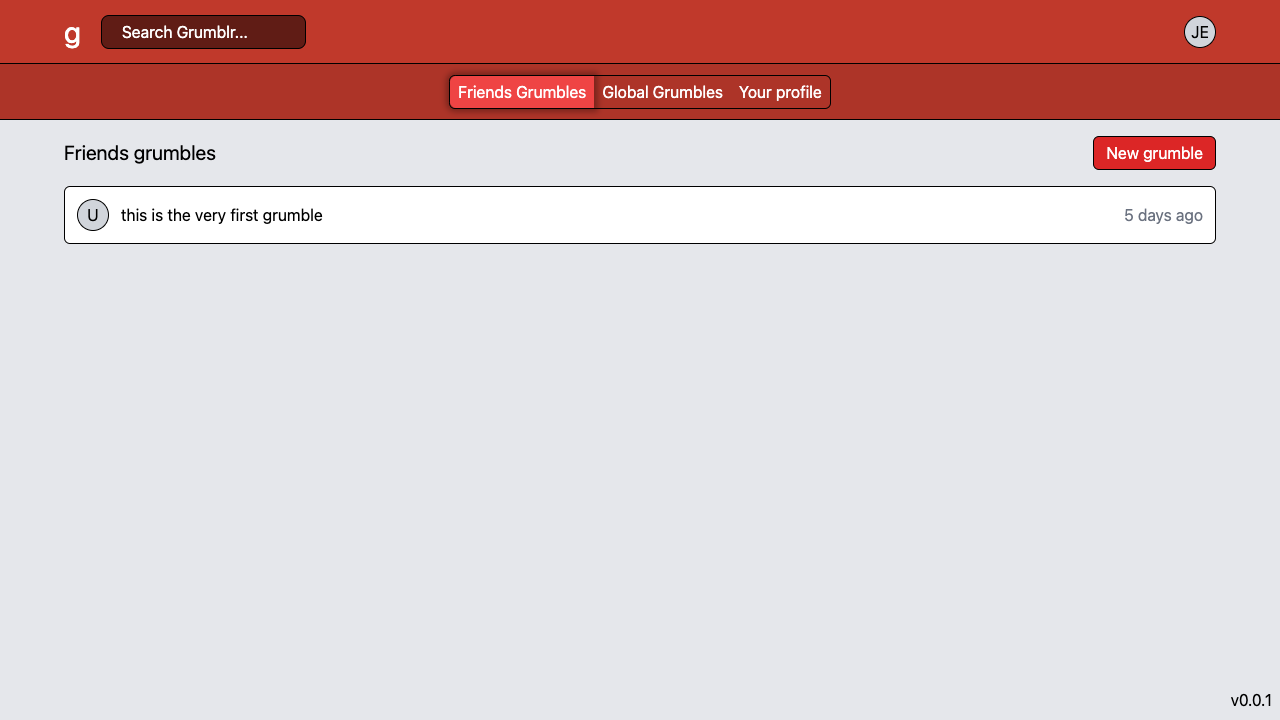 g
Search Grumblr...
JE
Friends Grumbles
Global Grumbles
Your profile
Friends grumbles
New grumble
U
this is the very first grumble
5 days ago
v0.0.1